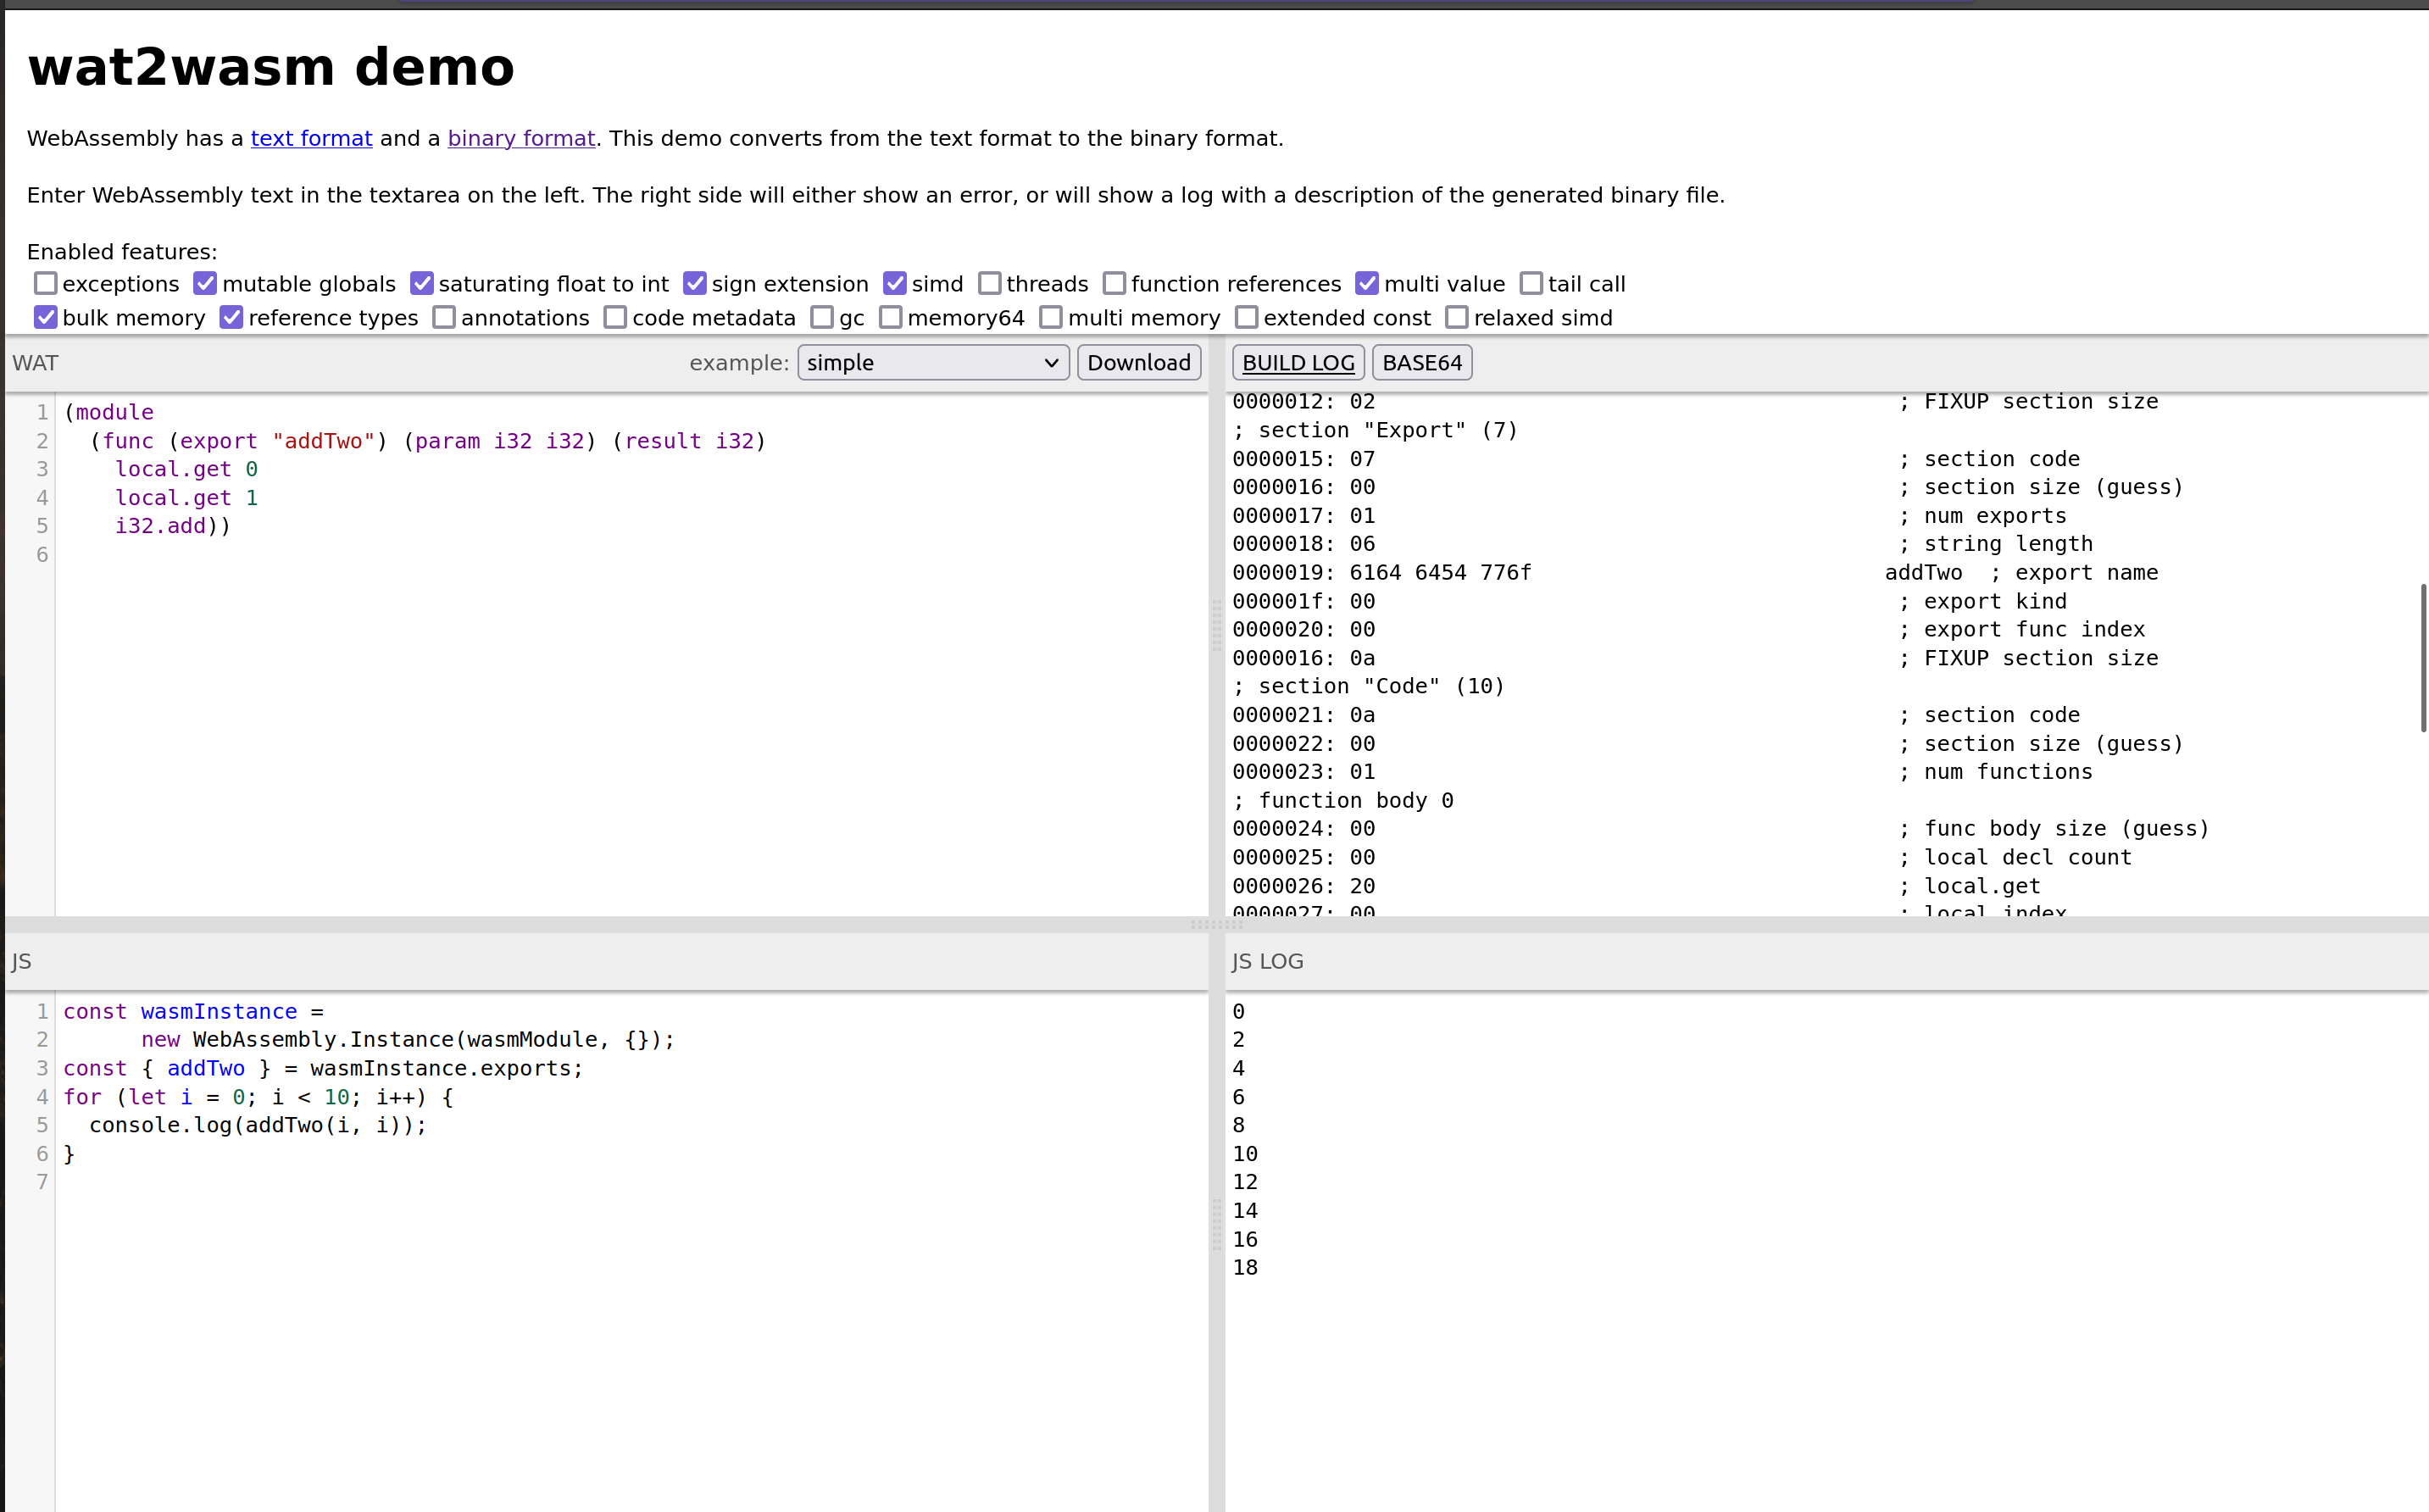 wat2wasm demo
WebAssembly has a text format and a binary format. This demo converts from the text format to the binary format.
Enter WebAssembly text in the textarea on the left. The right side will either show an error, or will show a log with a description of the generated binary file.
Enabled features:
exceptions mutable globals saturating float to int sign extension simd threads function references multi value tail call
bulk memory reference types annotations code metadata gc memory64 multi memory extended const relaxed simd
WAT example: simple Download
1 (module
2   (func (export "addTwo") (param i32 i32) (result i32)
3     local.get 0
4     local.get 1
5     i32.add))
6
BUILD LOG BASE64
0000012: 02 ; FIXUP section size
; section "Export" (7)
0000015: 07 ; section code
0000016: 00 ; section size (guess)
0000017: 01 ; num exports
0000018: 06 ; string length
0000019: 6164 6454 776f addTwo ; export name
000001f: 00 ; export kind
0000020: 00 ; export func index
0000016: 0a ; FIXUP section size
; section "Code" (10)
0000021: 0a ; section code
0000022: 00 ; section size (guess)
0000023: 01 ; num functions
; function body 0
0000024: 00 ; func body size (guess)
0000025: 00 ; local decl count
0000026: 20 ; local.get
0000027: 00 ; local index
JS
1 const wasmInstance =
2       new WebAssembly.Instance(wasmModule, {});
3 const { addTwo } = wasmInstance.exports;
4 for (let i = 0; i < 10; i++) {
5   console.log(addTwo(i, i));
6 }
7
JS LOG
0
2
4
6
8
10
12
14
16
18